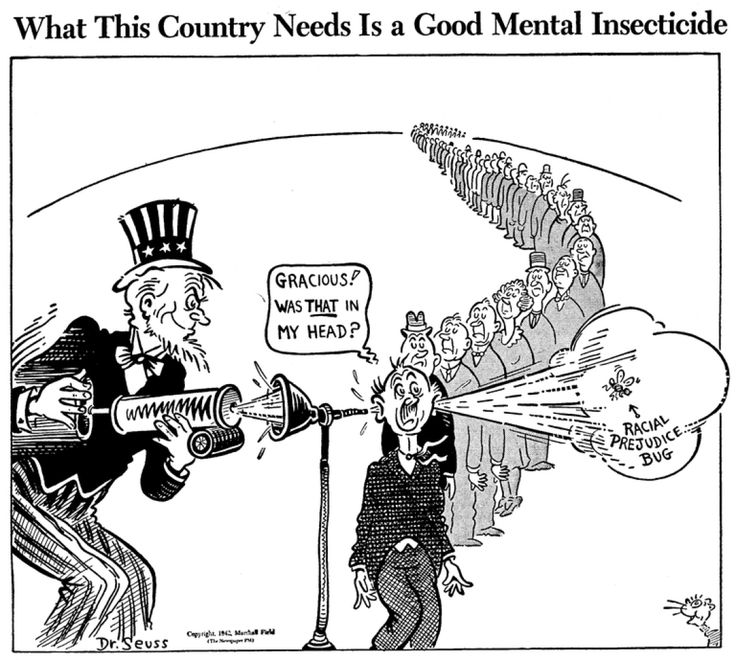 What This Country Needs Is a Good Mental Insecticide
GRACIOUS!
WAS THAT IN
MY HEAD?
RACIAL
PREJUDICE
BUG
Dr. Seuss
Copyright, 1942, Marshall Field
(The Newspaper PM)